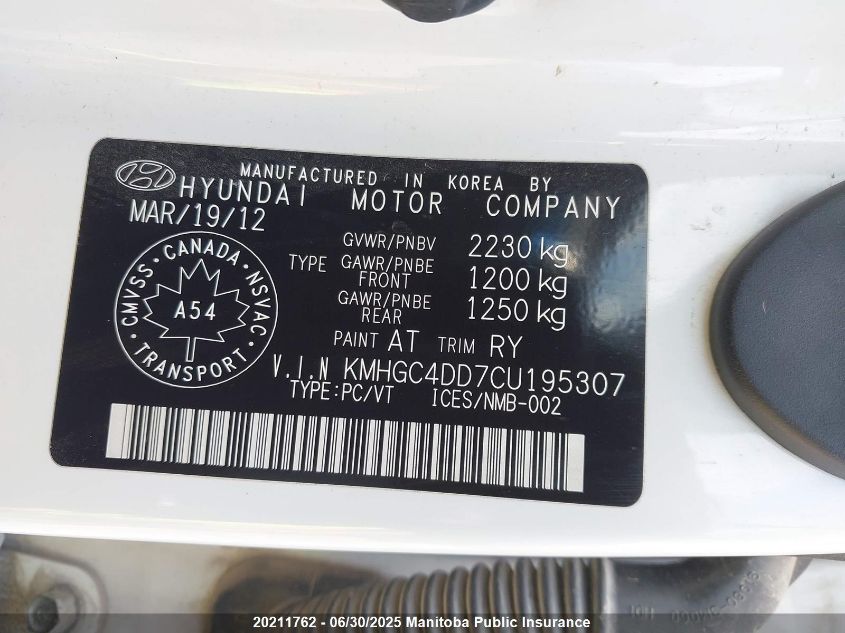 MANUFACTURED IN KOREA BY
HYUNDAI MOTOR COMPANY
MAR/19/12
GVWR/PNBV 2230 kg
TYPE GAWR/PNBE FRONT 1200 kg
GAWR/PNBE REAR 1250 kg
CANADA
CMVSS NSVAC
A54
TRANSPORT
PAINT AT TRIM RY
V.I.N KMHGC4DD7CU195307
TYPE:PC/VT ICES/NMB-002
20211762 - 06/30/2025 Manitoba Public Insurance